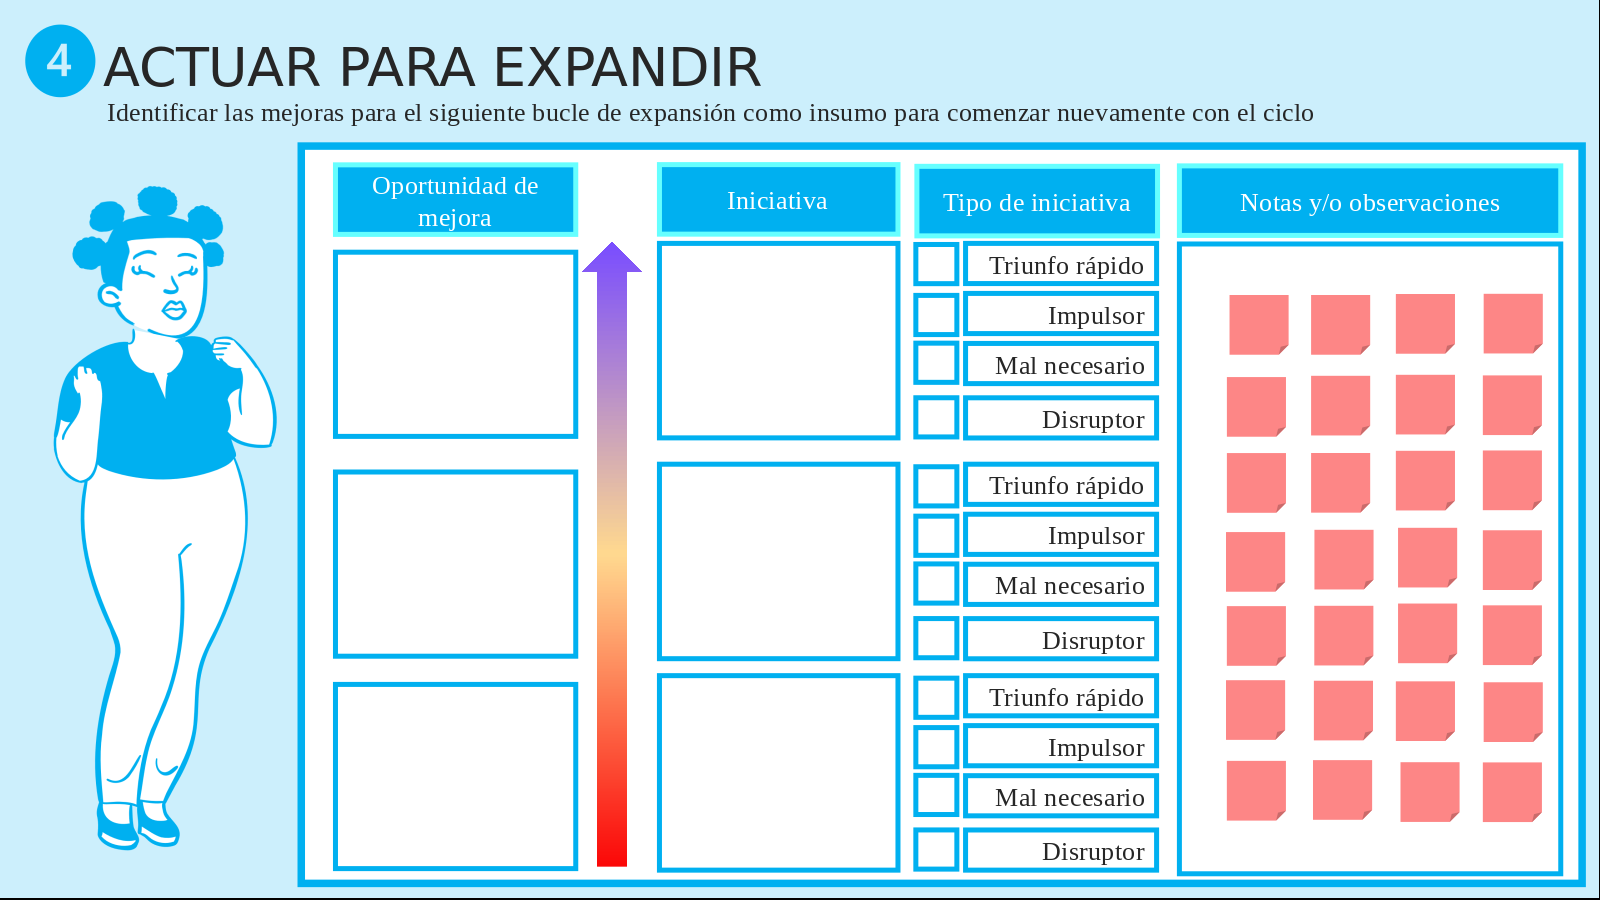 4
ACTUAR PARA EXPANDIR
Identificar las mejoras para el siguiente bucle de expansión como insumo para comenzar nuevamente con el ciclo
Oportunidad de
mejora
Iniciativa
Tipo de iniciativa
Notas y/o observaciones
Triunfo rápido
Impulsor
Mal necesario
Disruptor
Triunfo rápido
Impulsor
Mal necesario
Disruptor
Triunfo rápido
Impulsor
Mal necesario
Disruptor